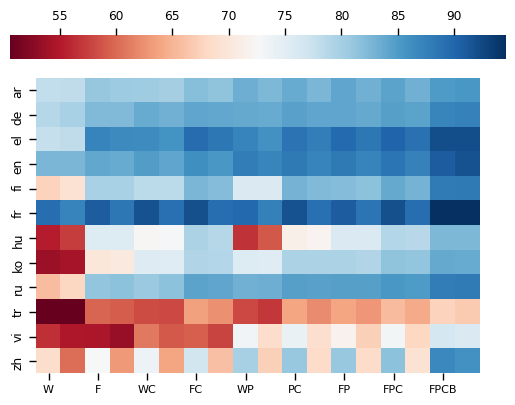 55 60 65 70 75 80 85 90
ar
de
el
en
fi
fr
hu
ko
ru
tr
vi
zh
W F WC FC WP PC FP FPC FPCB